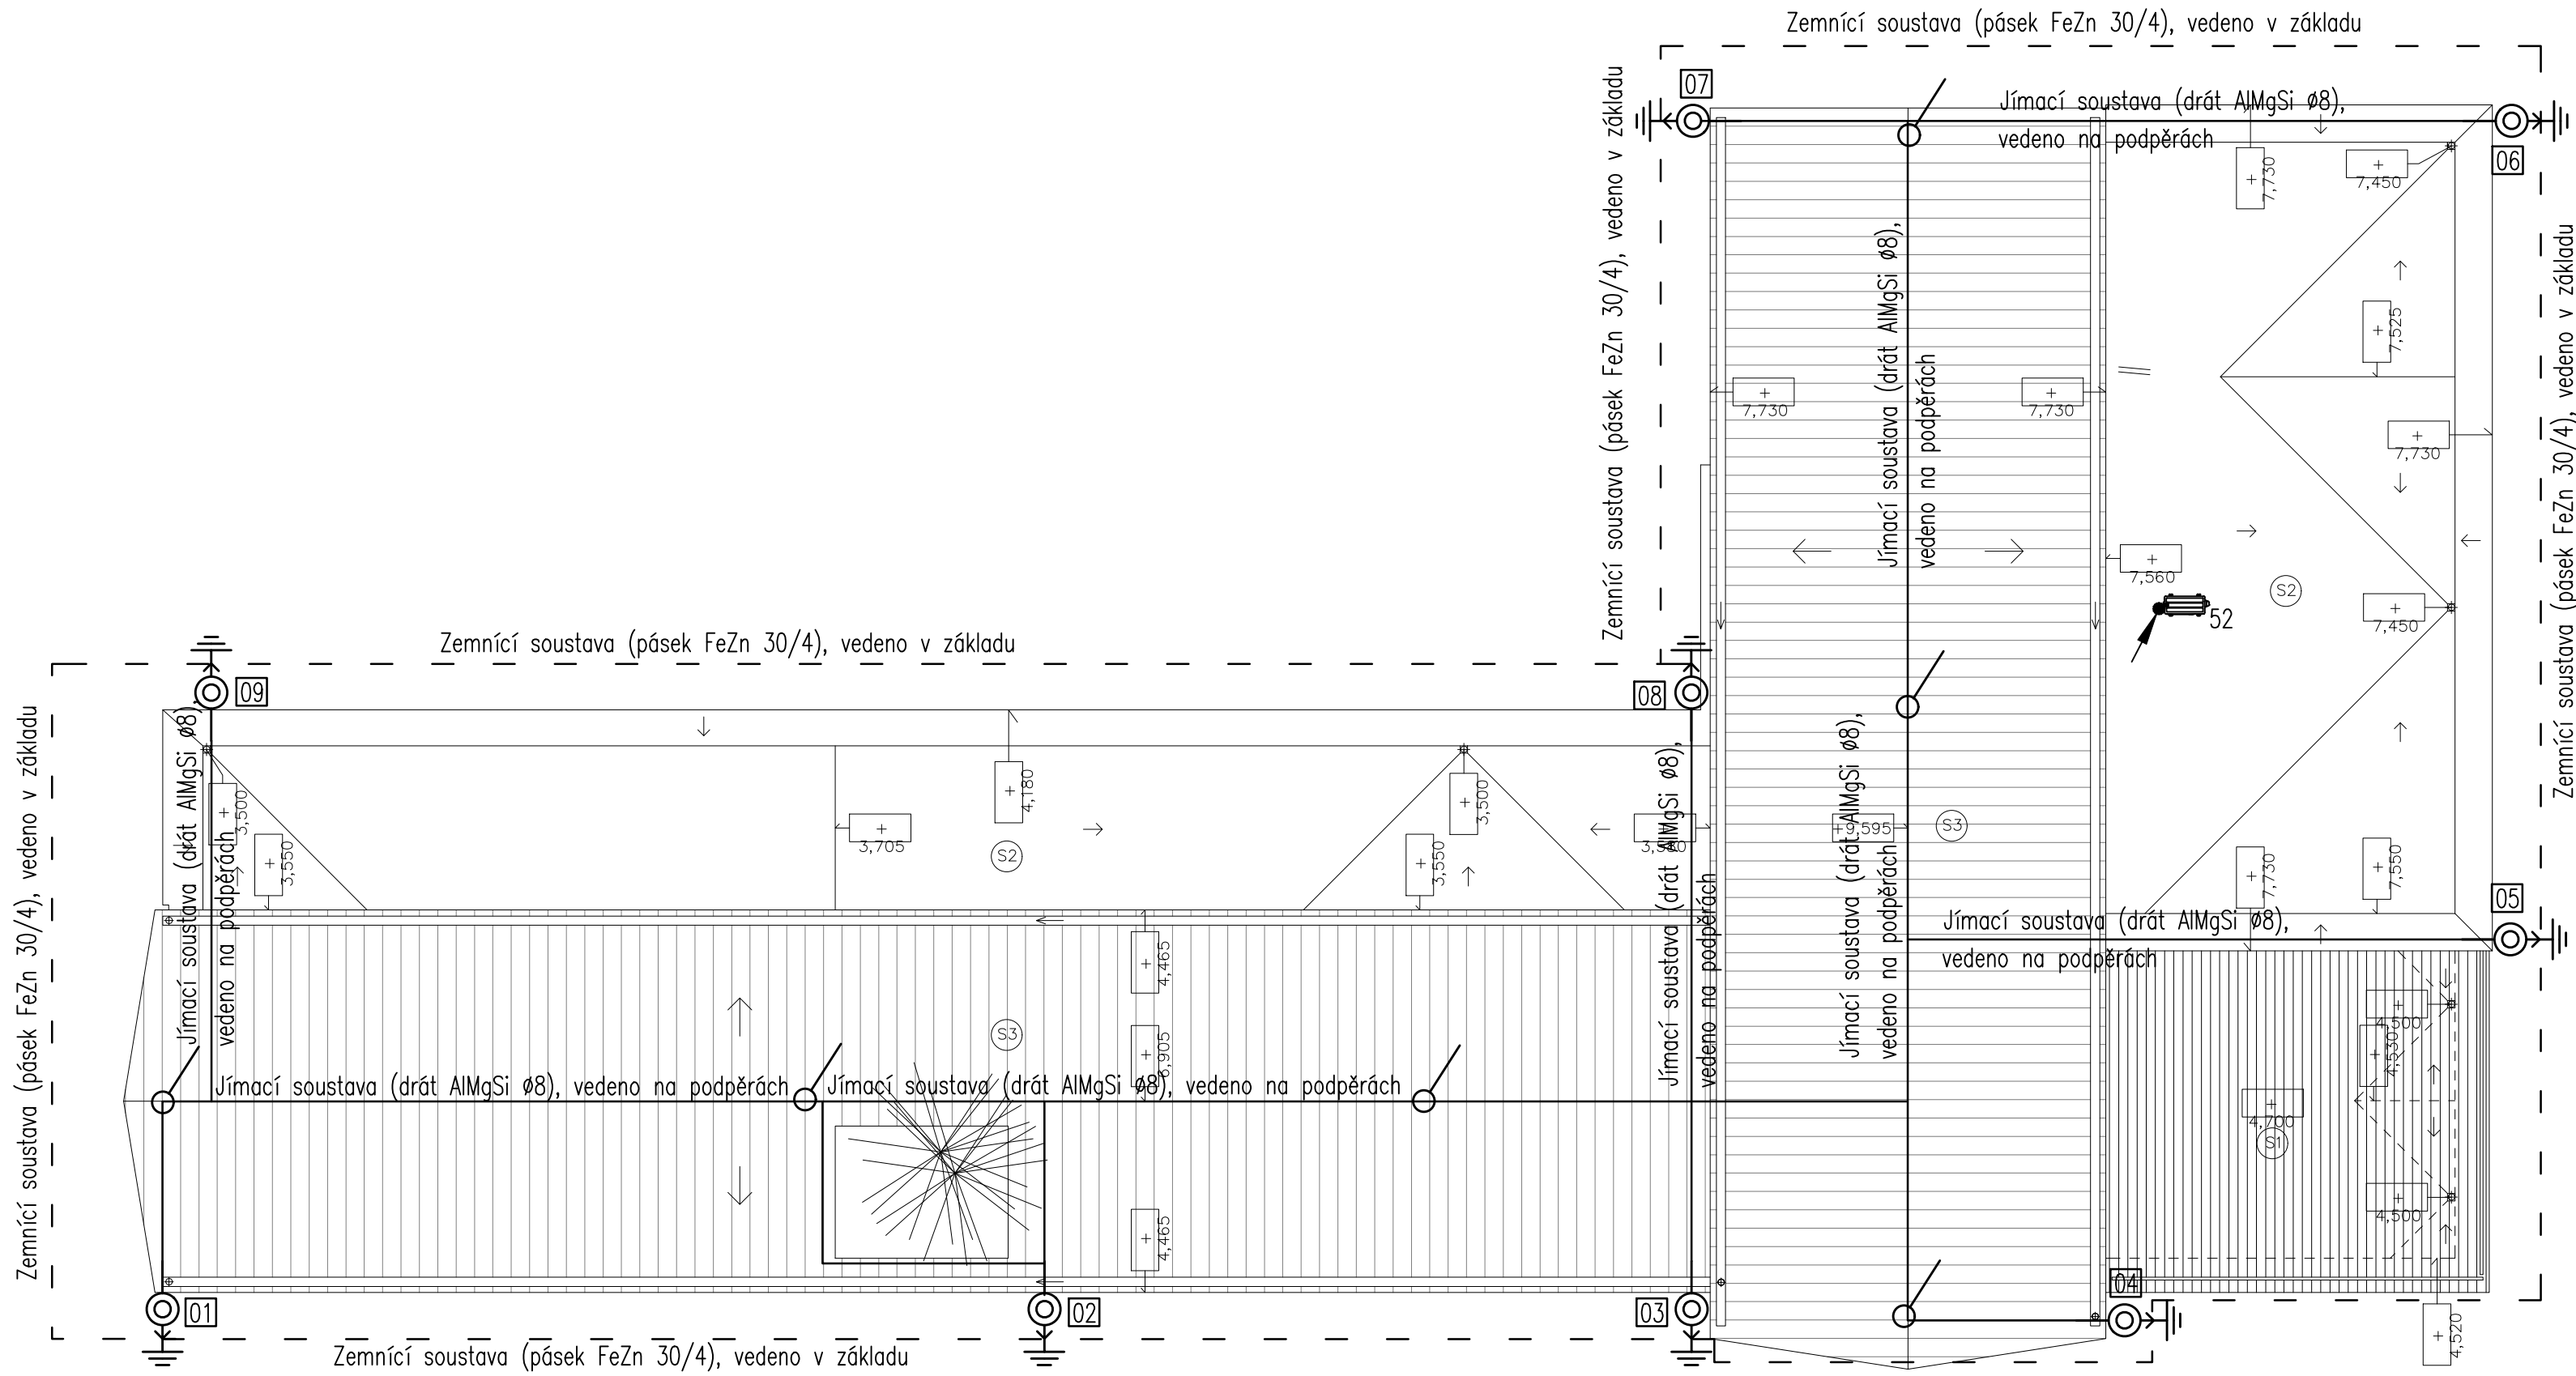 Zemnící soustava (pásek FeZn 30/4), vedeno v základu
07
Jímací soustava (drát AlMgSi ø8),
vedeno na podpěrách
06
7,730
7,450
Zemnící soustava (pásek FeZn 30/4), vedeno v základu
Jímací soustava (drát AlMgSi ø8),
vedeno na podpěrách
7,525
7,730
7,730
7,730
Zemnící soustava (pásek FeZn 30/4), vedeno v základu
7,560
S2
52
7,450
Zemnící soustava (pásek FeZn 30/4), vedeno v základu
09
08
Zemnící soustava (pásek FeZn 30/4), vedeno v základu
Jímací soustava (drát AlMgSi ø8),
vedeno na podpěrách
3,500
3,550
3,705
4,180
S2
3,500
3,550
Jímací soustava (drát AlMgSi ø8),
vedeno na podpěrách
+9,595
S3
Jímací soustava (drát AlMgSi ø8),
vedeno na podpěrách
7,730
7,550
05
Jímací soustava (drát AlMgSi ø8),
vedeno na podpěrách
4,465
S3
Jímací soustava (drát AlMgSi ø8), vedeno na podpěrách
Jímací soustava (drát AlMgSi ø8), vedeno na podpěrách
4,500
4,530
4,700
S1
4,500
4,465
01
02
03
04
4,520
Zemnící soustava (pásek FeZn 30/4), vedeno v základu